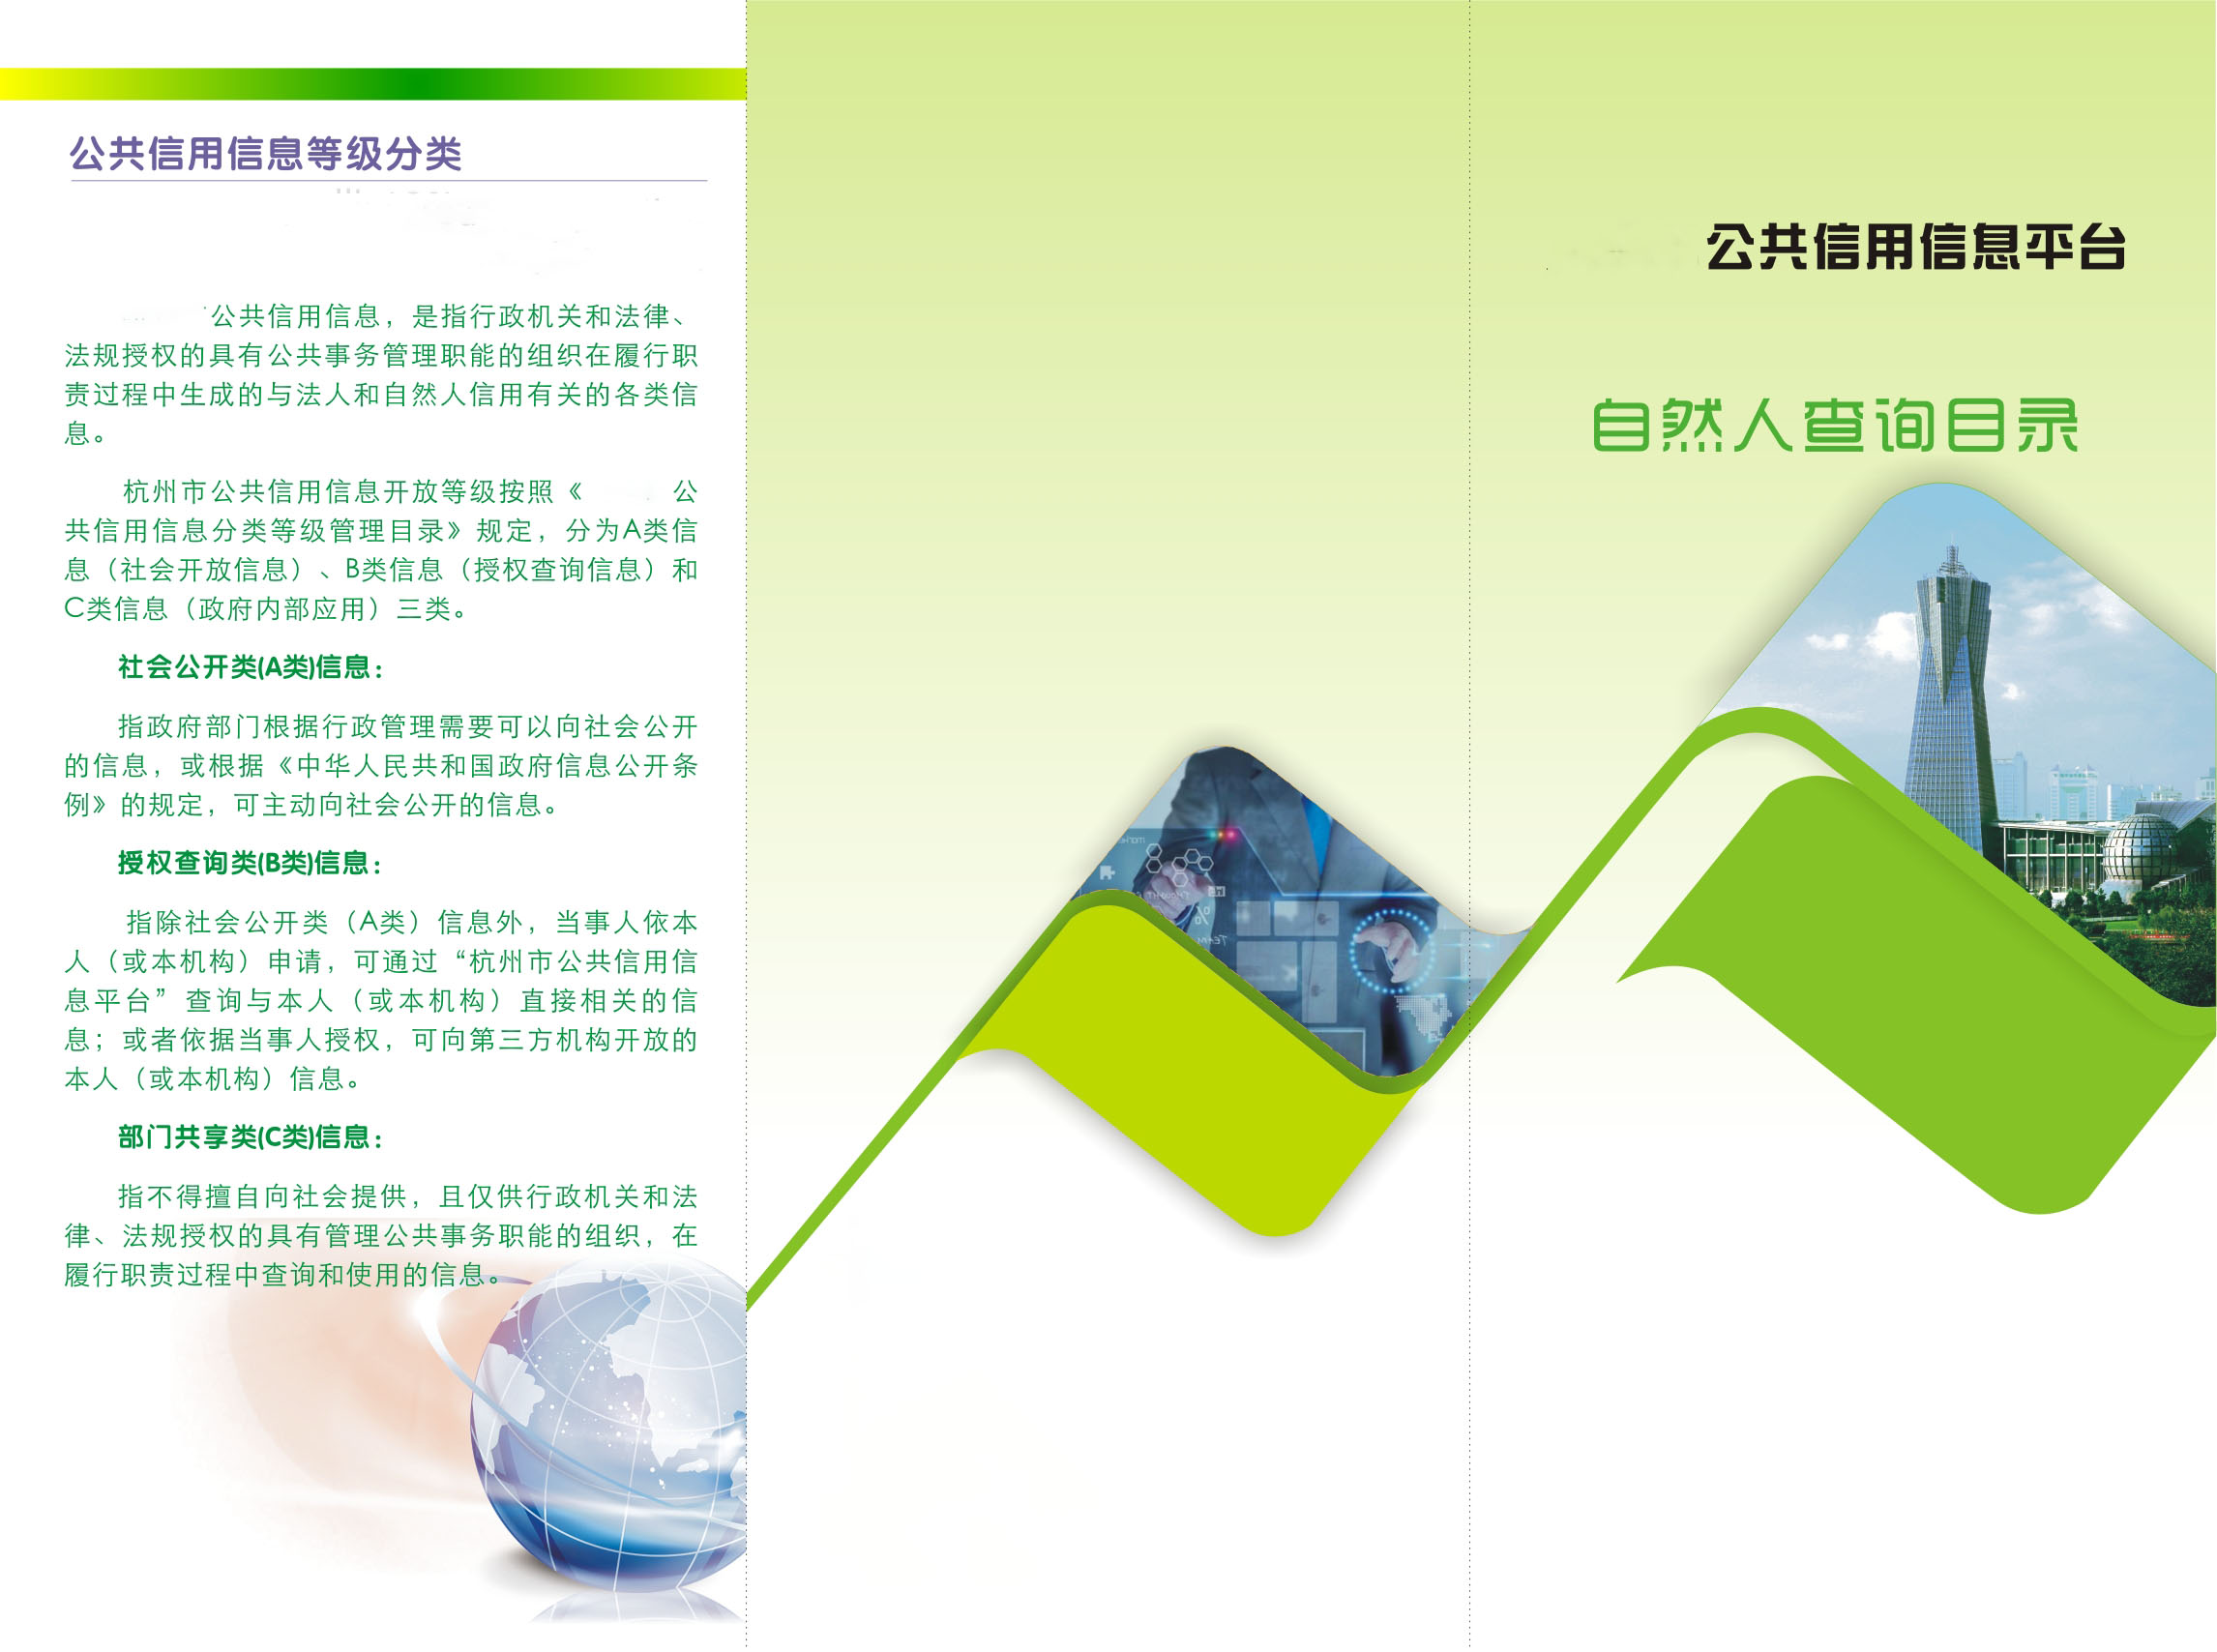 公共信用信息等级分类
公共信用信息，是指行政机关和法律、
法规授权的具有公共事务管理职能的组织在履行职
责过程中生成的与法人和自然人信用有关的各类信
息。
杭州市公共信用信息开放等级按照《 公
共信用信息分类等级管理目录》规定，分为A类信
息（社会开放信息）、B类信息（授权查询信息）和
C类信息（政府内部应用）三类。
社会公开类(A类)信息：
指政府部门根据行政管理需要可以向社会公开
的信息，或根据《中华人民共和国政府信息公开条
例》的规定，可主动向社会公开的信息。
授权查询类(B类)信息：
指除社会公开类（A类）信息外，当事人依本
人（或本机构）申请，可通过“杭州市公共信用信
息平台”查询与本人（或本机构）直接相关的信
息；或者依据当事人授权，可向第三方机构开放的
本人（或本机构）信息。
部门共享类(C类)信息：
指不得擅自向社会提供，且仅供行政机关和法
律、法规授权的具有管理公共事务职能的组织，在
履行职责过程中查询和使用的信息。
公共信用信息平台
自然人查询目录